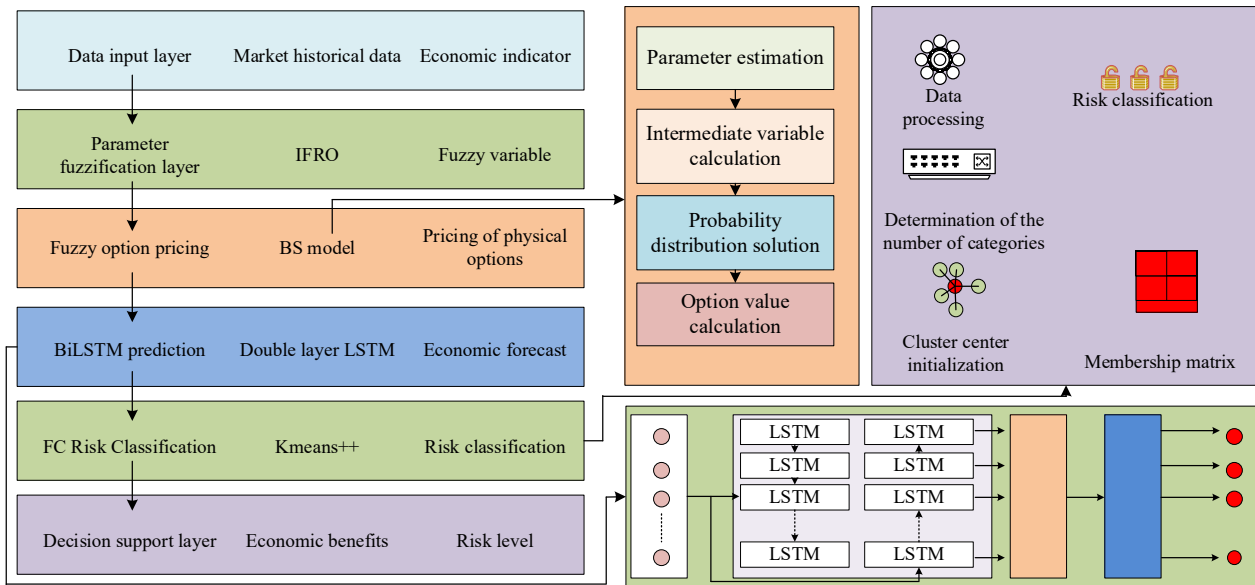 Data input layer
Market historical data
Economic indicator
Parameter
fuzzification layer
IFRO
Fuzzy variable
Fuzzy option pricing
BS model
Pricing of physical
options
BiLSTM prediction
Double layer LSTM
Economic forecast
FC Risk Classification
Kmeans++
Risk classification
Decision support layer
Economic benefits
Risk level
Parameter estimation
Intermediate variable
calculation
Probability
distribution solution
Option value
calculation
Data
processing
Risk classification
Determination of the
number of categories
Cluster center
initialization
Membership matrix
LSTM
LSTM
LSTM
LSTM
LSTM
LSTM
LSTM
LSTM